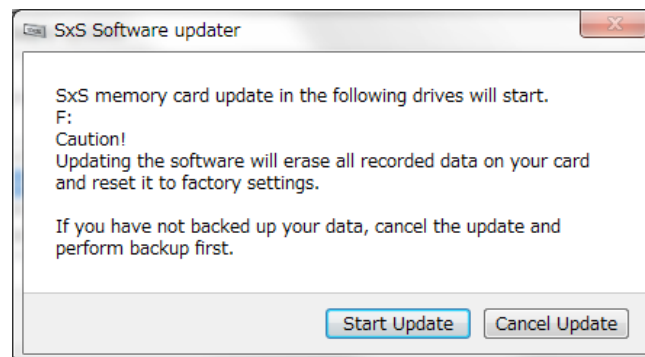 SxS Software updater
SxS memory card update in the following drives will start.
F:
Caution!
Updating the software will erase all recorded data on your card
and reset it to factory settings.
If you have not backed up your data, cancel the update and
perform backup first.
Start Update
Cancel Update